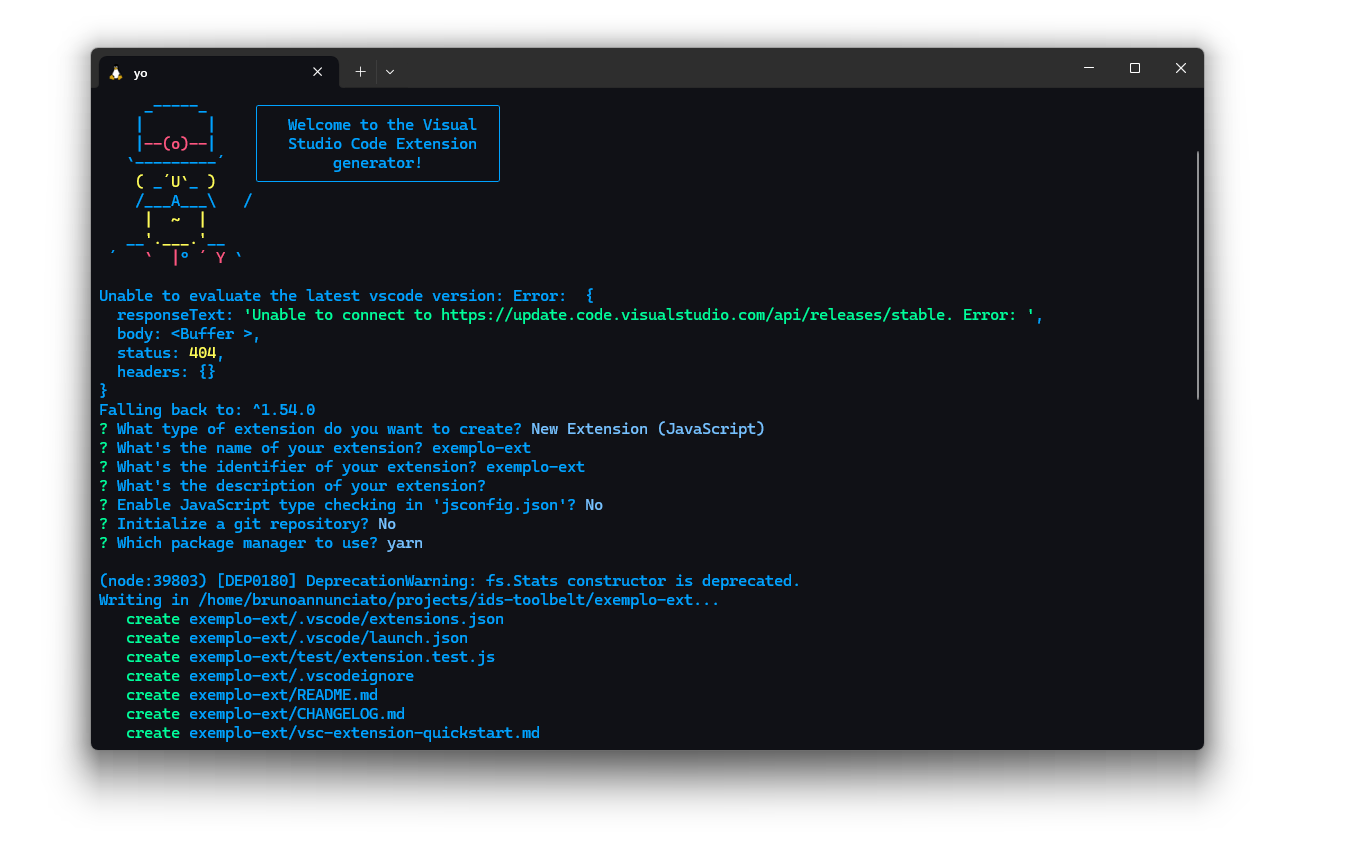 yo
     _-----_
    |       |
    |--(o)--|
   `---------´
    ( _´U`_ )
    /___A___\   /
     |  ~  |
   __'.___.'__
 ´   `  |° ´ Y `
Welcome to the Visual
Studio Code Extension
generator!
Unable to evaluate the latest vscode version: Error:  {
  responseText: 'Unable to connect to https://update.code.visualstudio.com/api/releases/stable. Error: ',
  body: <Buffer >,
  status: 404,
  headers: {}
}
Falling back to: ^1.54.0
? What type of extension do you want to create? New Extension (JavaScript)
? What's the name of your extension? exemplo-ext
? What's the identifier of your extension? exemplo-ext
? What's the description of your extension?
? Enable JavaScript type checking in 'jsconfig.json'? No
? Initialize a git repository? No
? Which package manager to use? yarn
(node:39803) [DEP0180] DeprecationWarning: fs.Stats constructor is deprecated.
Writing in /home/brunoannunciato/projects/ids-toolbelt/exemplo-ext...
   create exemplo-ext/.vscode/extensions.json
   create exemplo-ext/.vscode/launch.json
   create exemplo-ext/test/extension.test.js
   create exemplo-ext/.vscodeignore
   create exemplo-ext/README.md
   create exemplo-ext/CHANGELOG.md
   create exemplo-ext/vsc-extension-quickstart.md